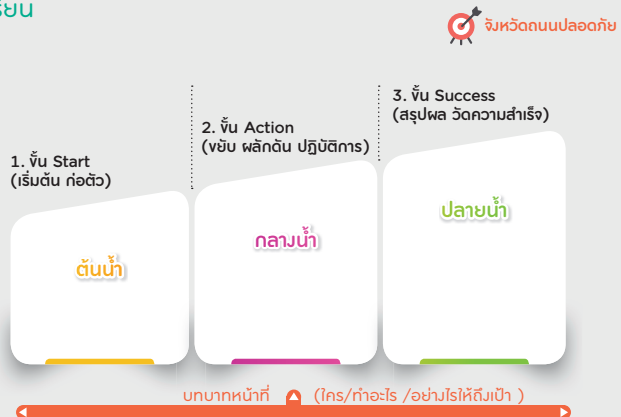 รียน
จังหวัดถนนปลอดภัย
3. ขั้น Success
(สรุปผล วัดความสำเร็จ)
2. ขั้น Action
(ขยับ ผลักดัน ปฏิบัติการ)
1. ขั้น Start
(เริ่มต้น ก่อตัว)
ปลายน้ำ
กลางน้ำ
ต้นน้ำ
บทบาทหน้าที่ (ใคร/ทำอะไร /อย่างไรให้ถึงเป้า )